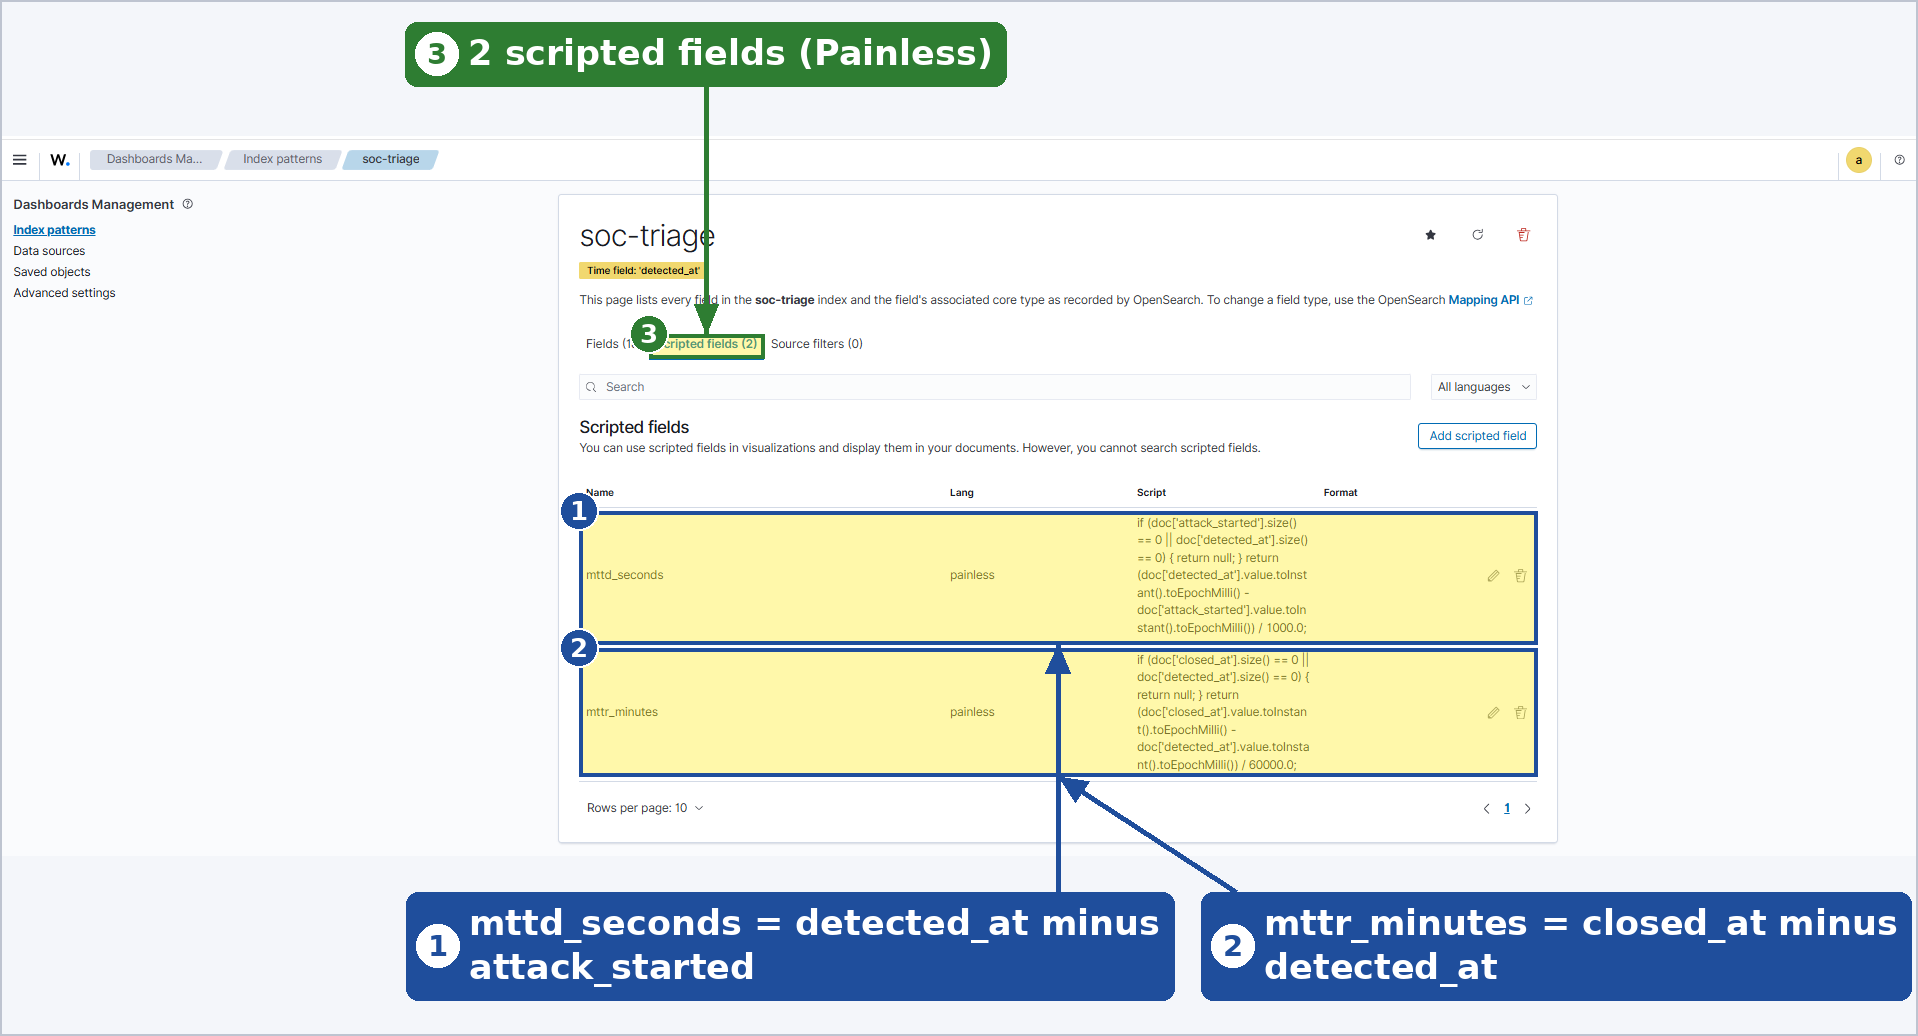 3 2 scripted fields (Painless)
W.
Dashboards Ma... Index patterns soc-triage
a
Dashboards Management
Index patterns
Data sources
Saved objects
Advanced settings
soc-triage
Time field: 'detected_at'
This page lists every field in the soc-triage index and the field's associated core type as recorded by OpenSearch. To change a field type, use the OpenSearch Mapping API
Fields 3 scripted fields (2) Source filters (0)
Search
All languages
Scripted fields
You can use scripted fields in visualizations and display them in your documents. However, you cannot search scripted fields.
Add scripted field
Name Lang Script Format
1
mttd_seconds
painless
if (doc['attack_started'].size()
== 0 || doc['detected_at'].size()
== 0) { return null; } return
(doc['detected_at'].value.toInst
ant().toEpochMilli() -
doc['attack_started'].value.toIn
stant().toEpochMilli()) / 1000.0;
2
mttr_minutes
painless
if (doc['closed_at'].size() == 0 ||
doc['detected_at'].size() == 0) {
return null; } return
(doc['closed_at'].value.toInstan
t().toEpochMilli() -
doc['detected_at'].value.toInsta
nt().toEpochMilli()) / 60000.0;
Rows per page: 10
1
1 mttd_seconds = detected_at minus
attack_started
2 mttr_minutes = closed_at minus
detected_at